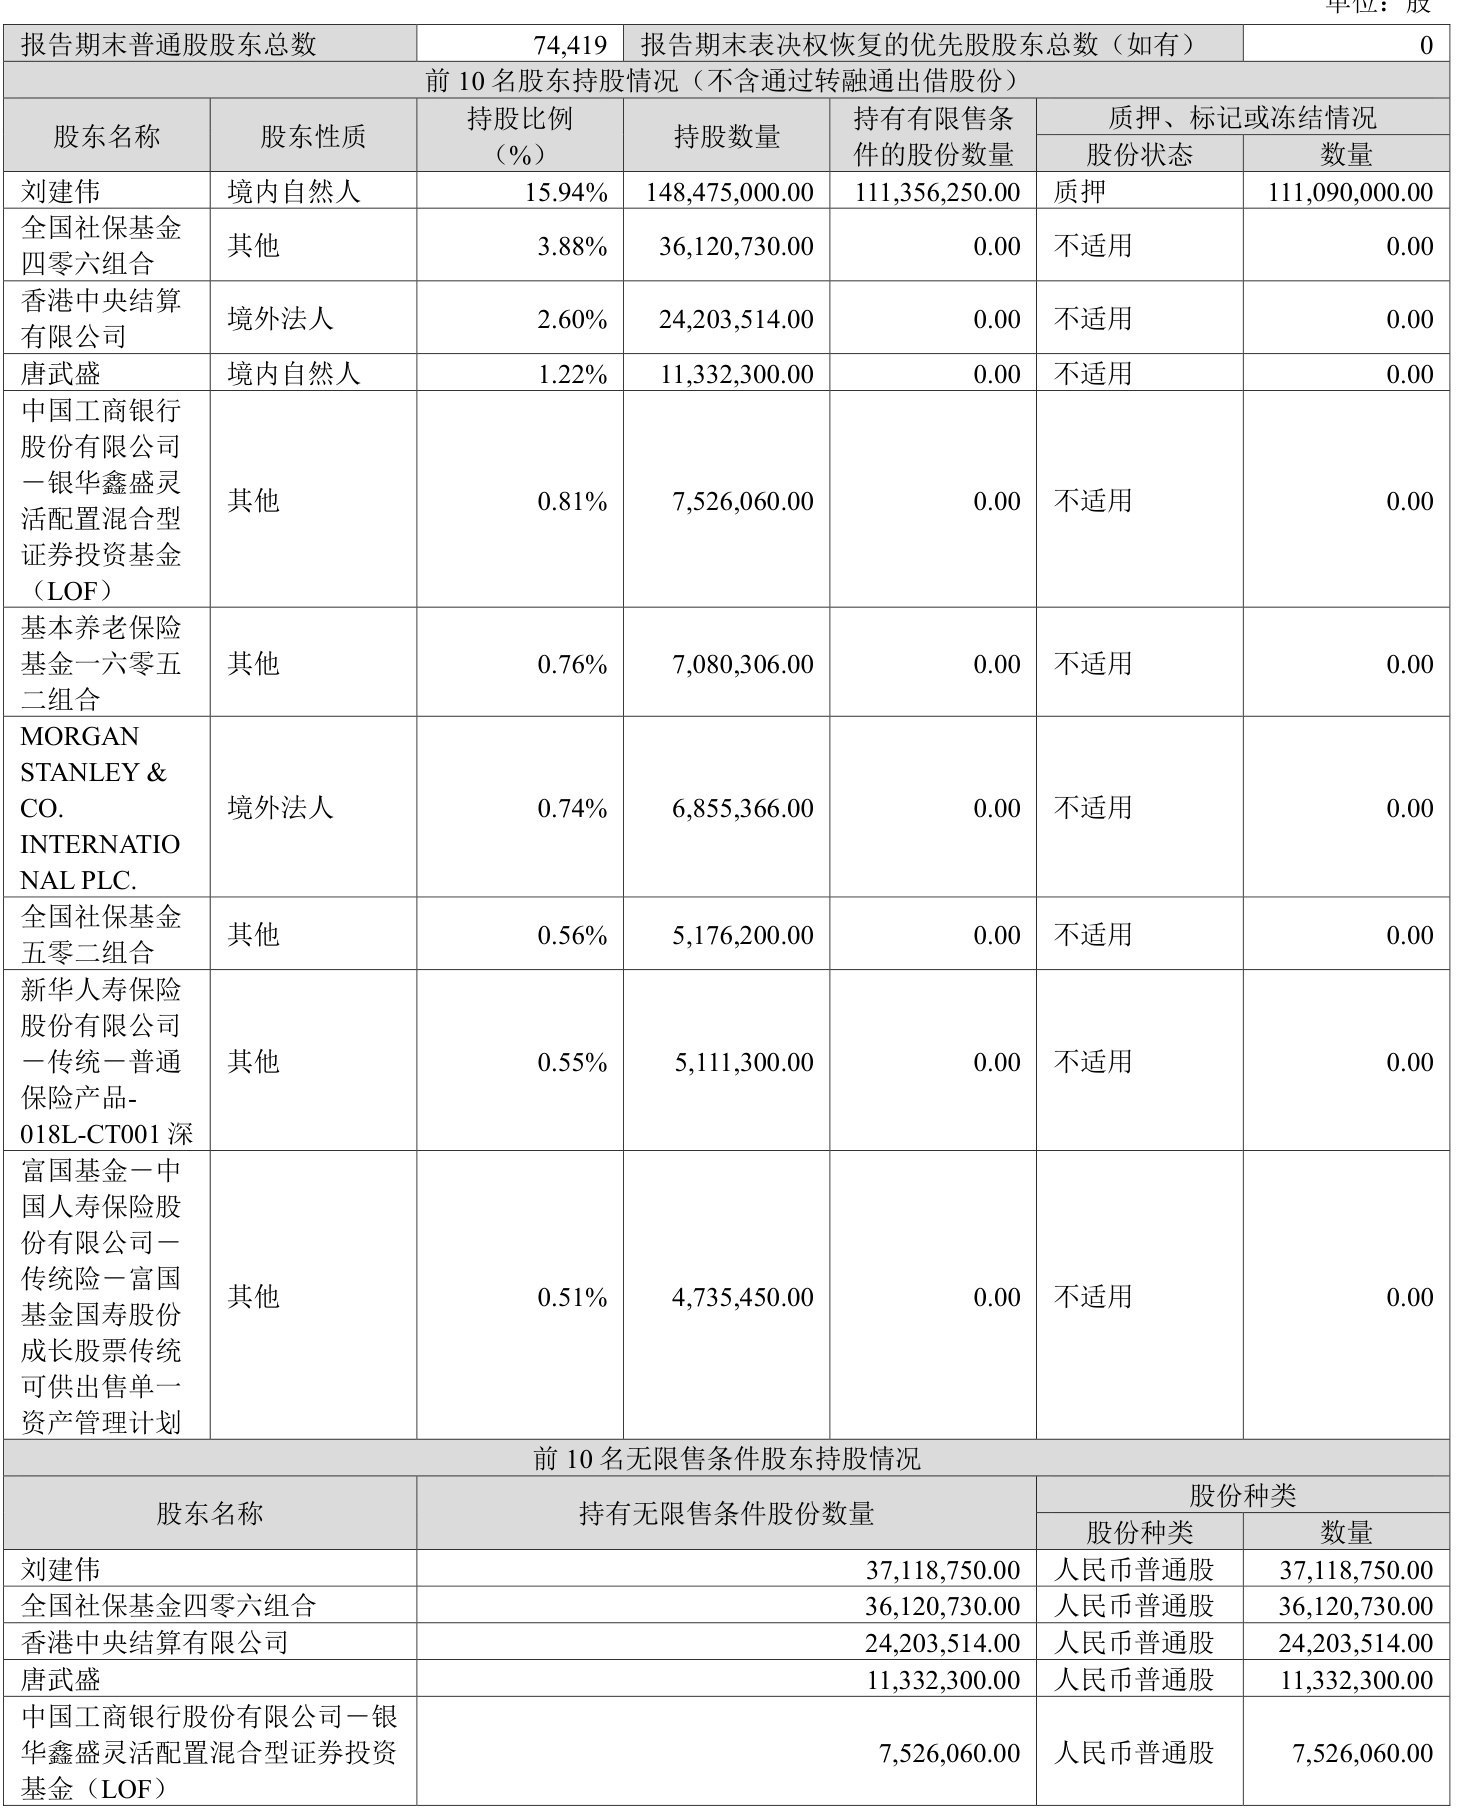 单位：股
报告期末普通股股东总数 74,419 报告期末表决权恢复的优先股股东总数（如有） 0
前 10 名股东持股情况（不含通过转融通出借股份）
股东名称 股东性质 持股比例（%） 持股数量 持有有限售条件的股份数量 质押、标记或冻结情况
股份状态 数量
刘建伟 境内自然人 15.94% 148,475,000.00 111,356,250.00 质押 111,090,000.00
全国社保基金
四零六组合 其他 3.88% 36,120,730.00 0.00 不适用 0.00
香港中央结算
有限公司 境外法人 2.60% 24,203,514.00 0.00 不适用 0.00
唐武盛 境内自然人 1.22% 11,332,300.00 0.00 不适用 0.00
中国工商银行
股份有限公司
－银华鑫盛灵
活配置混合型
证券投资基金
（LOF） 其他 0.81% 7,526,060.00 0.00 不适用 0.00
基本养老保险
基金一六零五
二组合 其他 0.76% 7,080,306.00 0.00 不适用 0.00
MORGAN
STANLEY &
CO.
INTERNATIO
NAL PLC. 境外法人 0.74% 6,855,366.00 0.00 不适用 0.00
全国社保基金
五零二组合 其他 0.56% 5,176,200.00 0.00 不适用 0.00
新华人寿保险
股份有限公司
－传统－普通
保险产品-
018L-CT001 深 其他 0.55% 5,111,300.00 0.00 不适用 0.00
富国基金－中
国人寿保险股
份有限公司－
传统险－富国
基金国寿股份
成长股票传统
可供出售单一
资产管理计划 其他 0.51% 4,735,450.00 0.00 不适用 0.00
前 10 名无限售条件股东持股情况
股东名称 持有无限售条件股份数量 股份种类
股份种类 数量
刘建伟 37,118,750.00 人民币普通股 37,118,750.00
全国社保基金四零六组合 36,120,730.00 人民币普通股 36,120,730.00
香港中央结算有限公司 24,203,514.00 人民币普通股 24,203,514.00
唐武盛 11,332,300.00 人民币普通股 11,332,300.00
中国工商银行股份有限公司－银
华鑫盛灵活配置混合型证券投资
基金（LOF） 7,526,060.00 人民币普通股 7,526,060.00